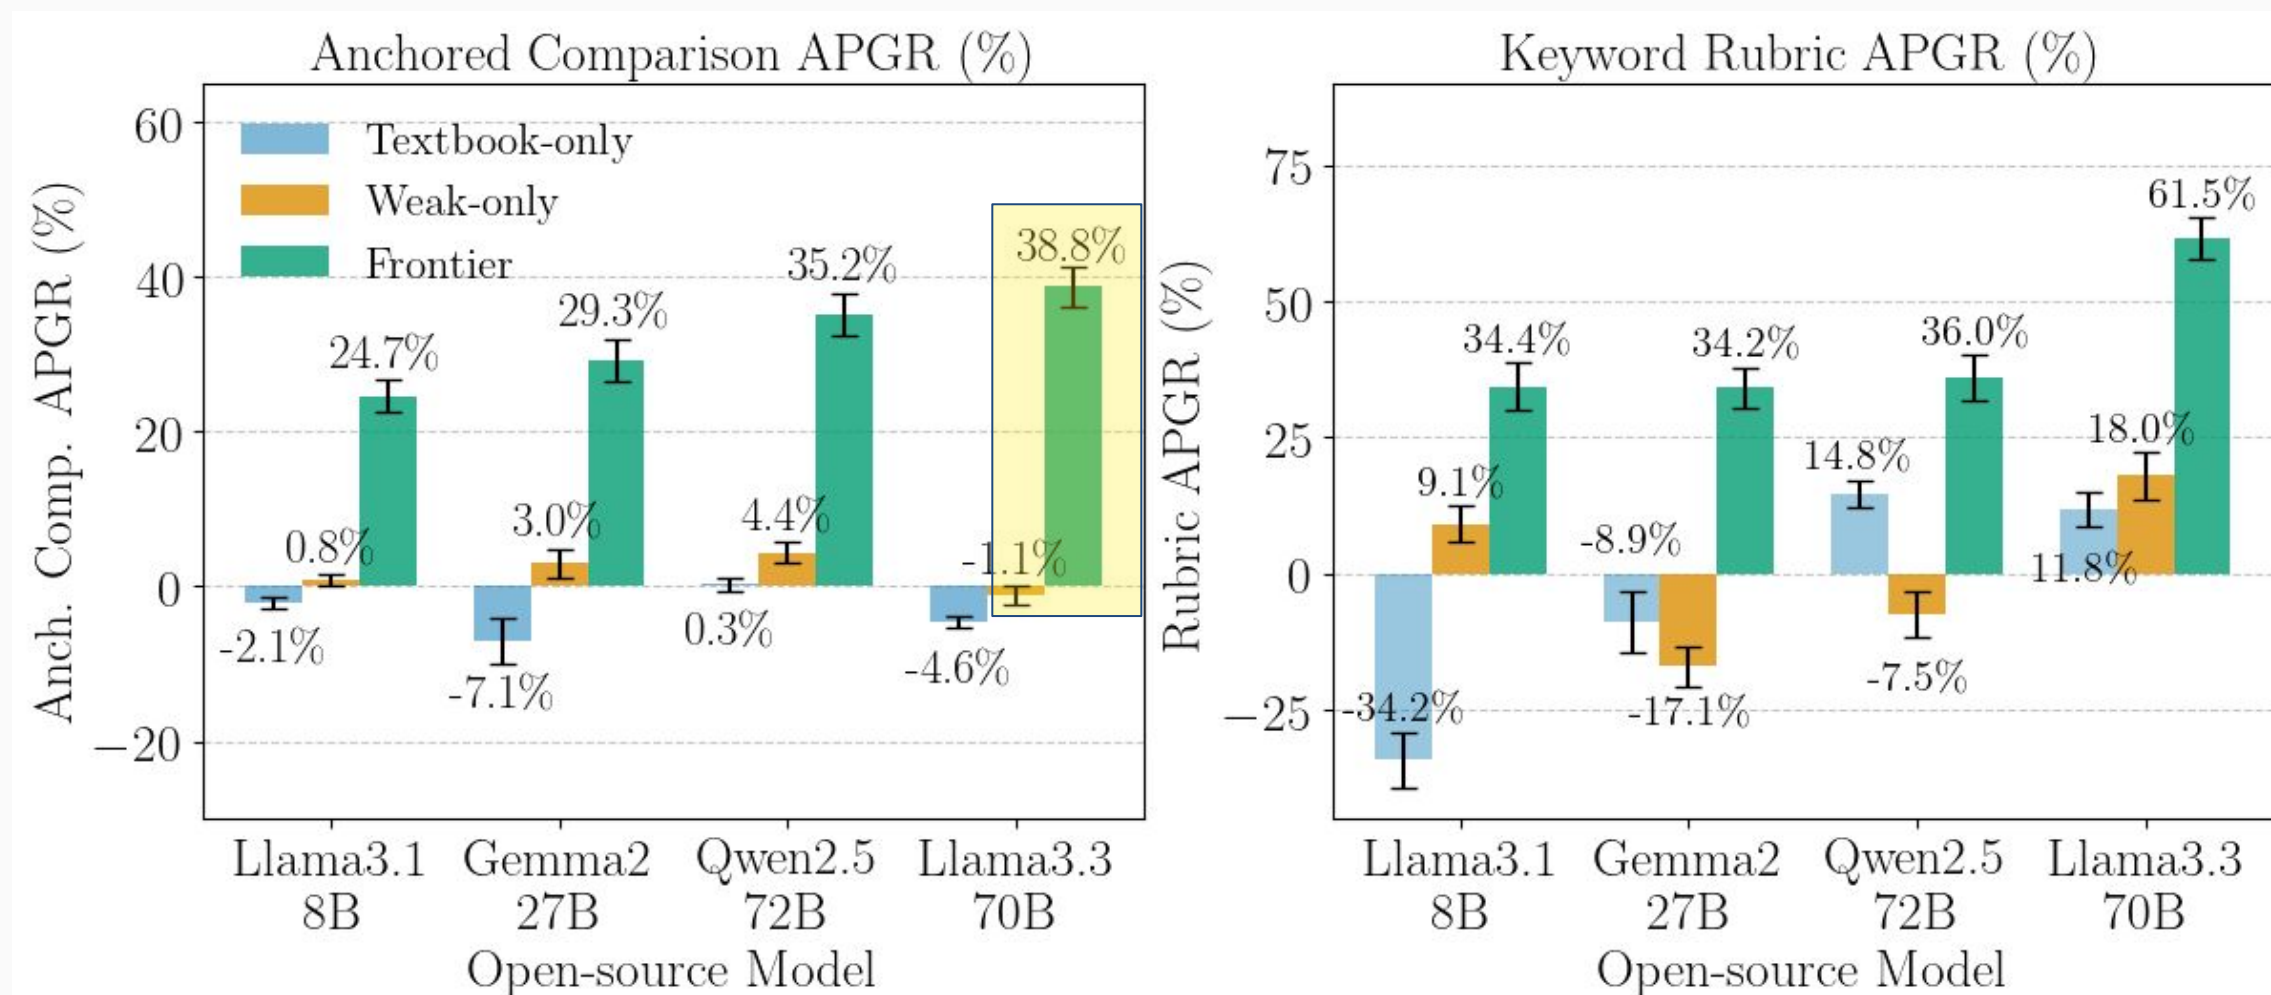 Anchored Comparison APGR (%)
Anch. Comp. APGR (%)
60
40
20
0
−20
Textbook-only
Weak-only
Frontier
-2.1%
0.8%
24.7%
-7.1%
3.0%
29.3%
0.3%
4.4%
35.2%
-4.6%
-1.1%
38.8%
Llama3.1 Gemma2 Qwen2.5 Llama3.3
8B 27B 72B 70B
Open-source Model
Keyword Rubric APGR (%)
Rubric APGR (%)
75
50
25
0
−25
-34.2%
9.1%
34.4%
-8.9%
-17.1%
34.2%
14.8%
-7.5%
36.0%
11.8%
18.0%
61.5%
Llama3.1 Gemma2 Qwen2.5 Llama3.3
8B 27B 72B 70B
Open-source Model